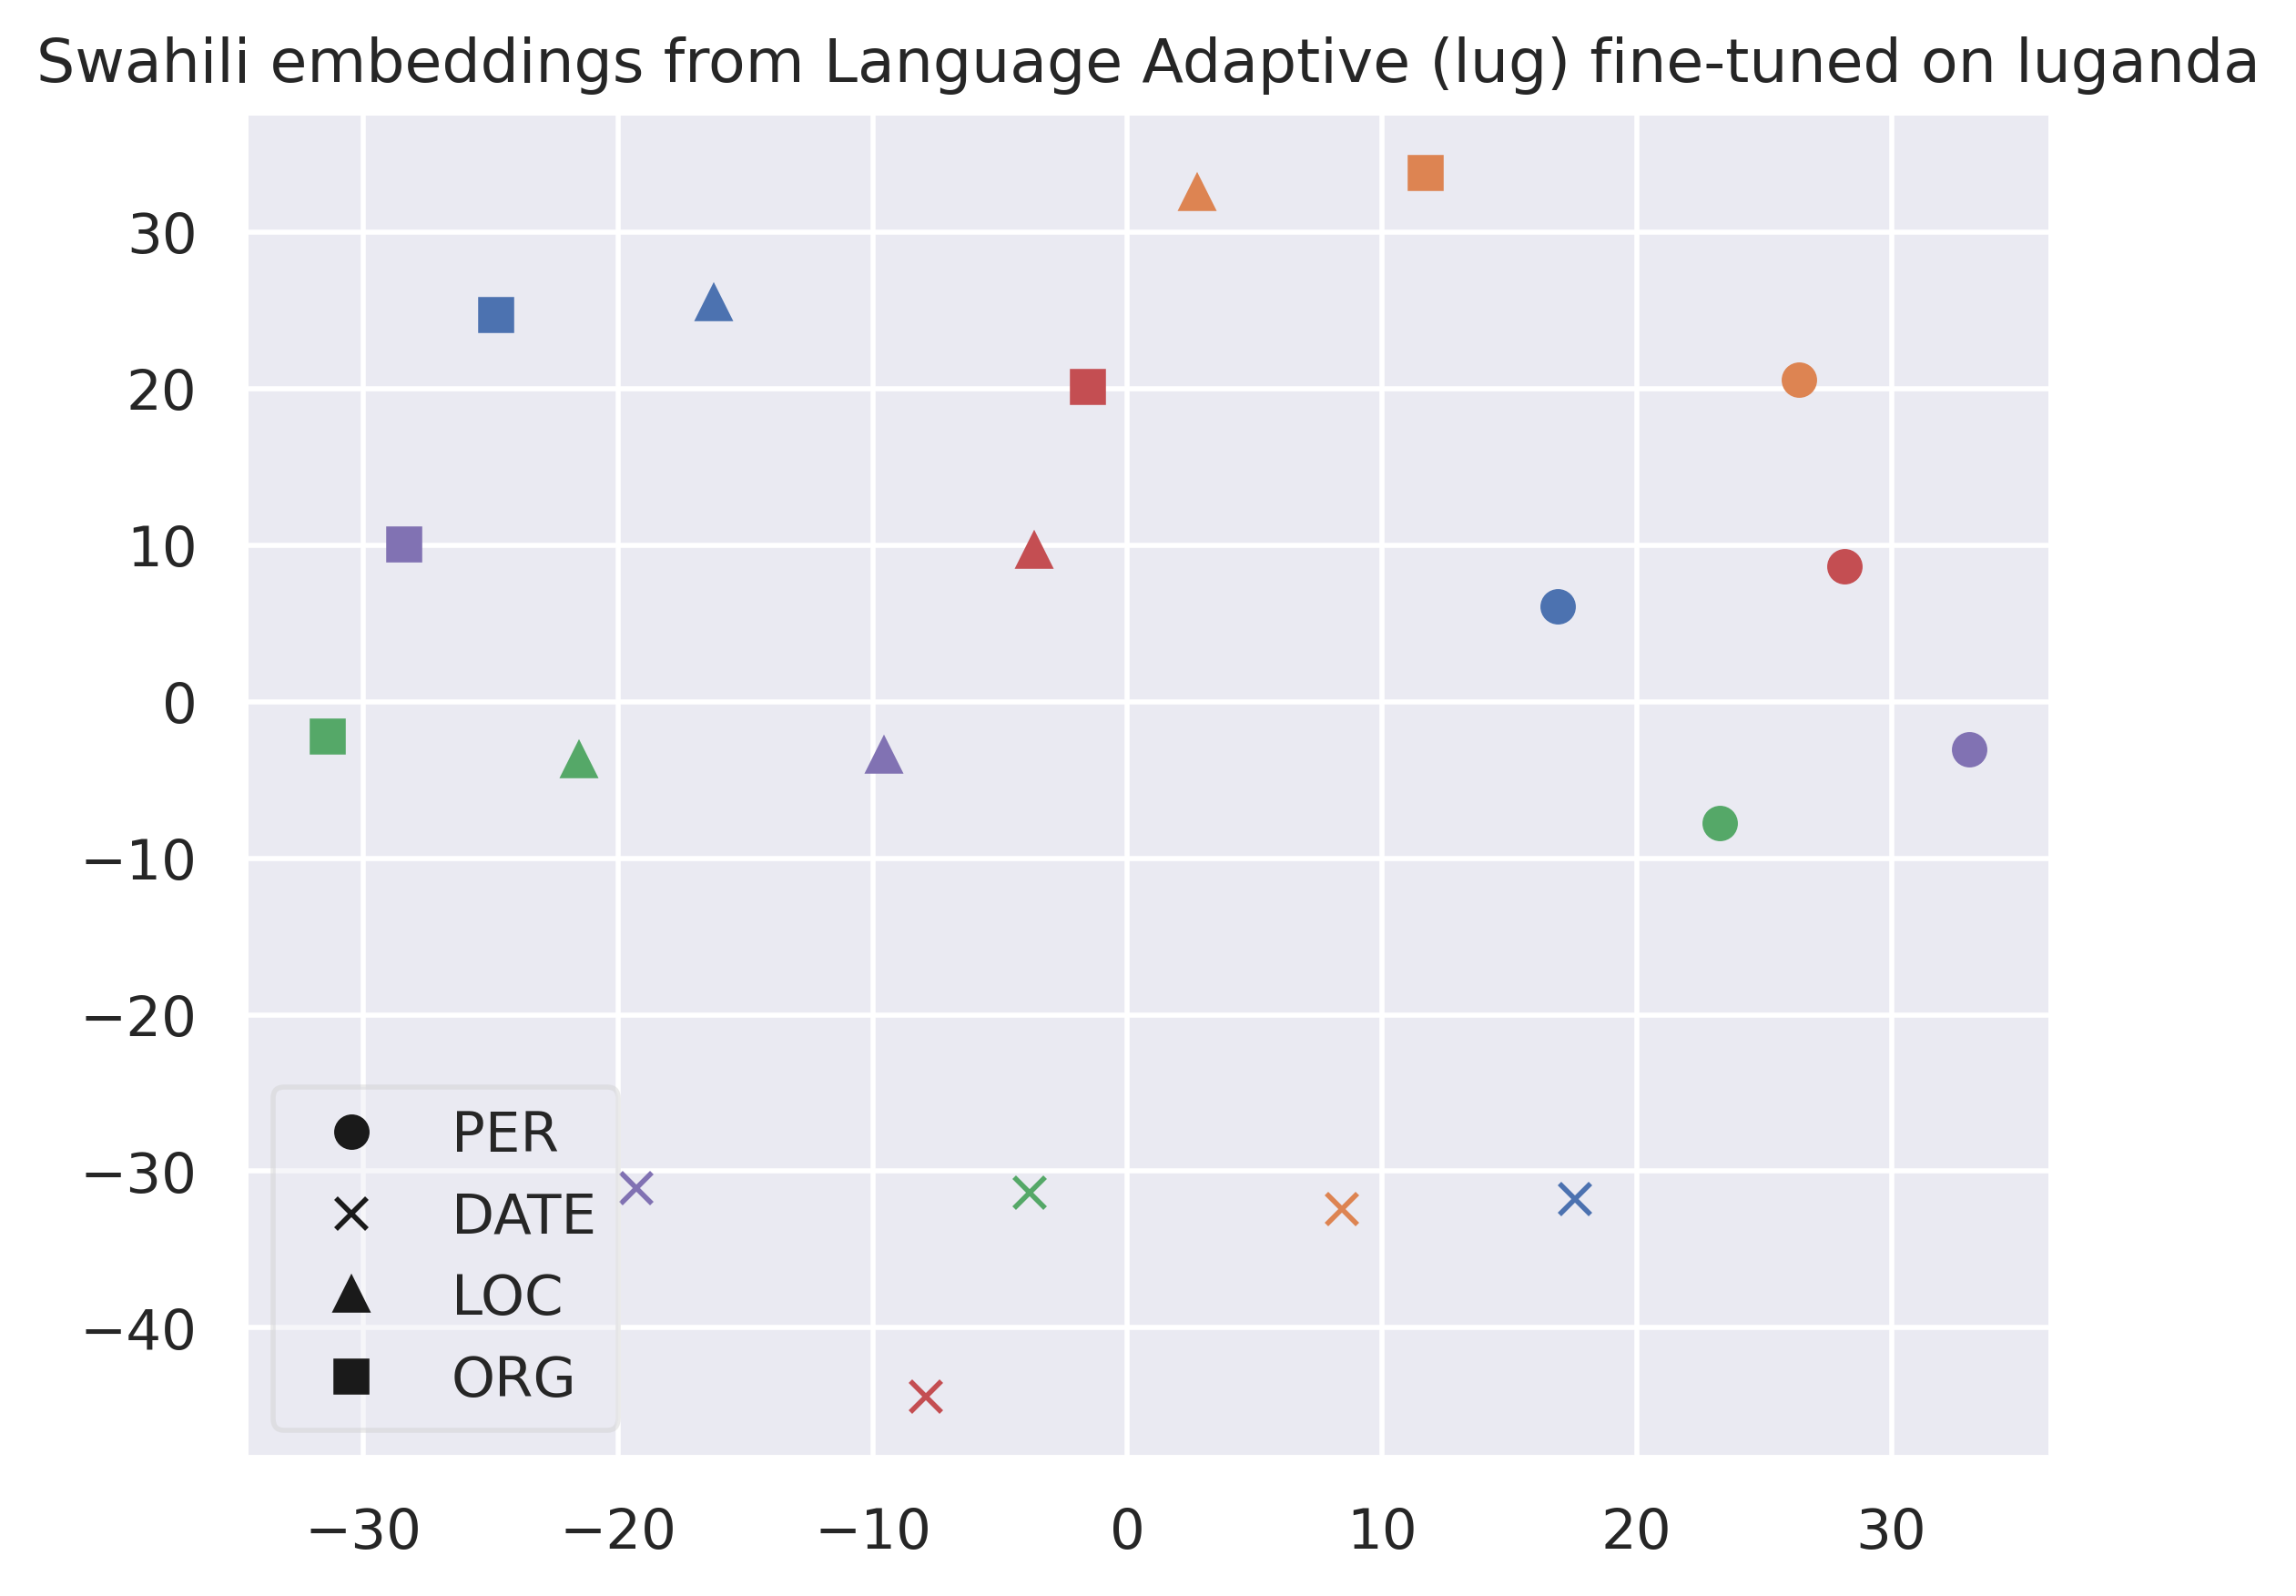 Swahili embeddings from Language Adaptive (lug) fine-tuned on luganda
30
20
10
0
−10
−20
−30
−40
PER
DATE
LOC
ORG
−30 −20 −10 0 10 20 30